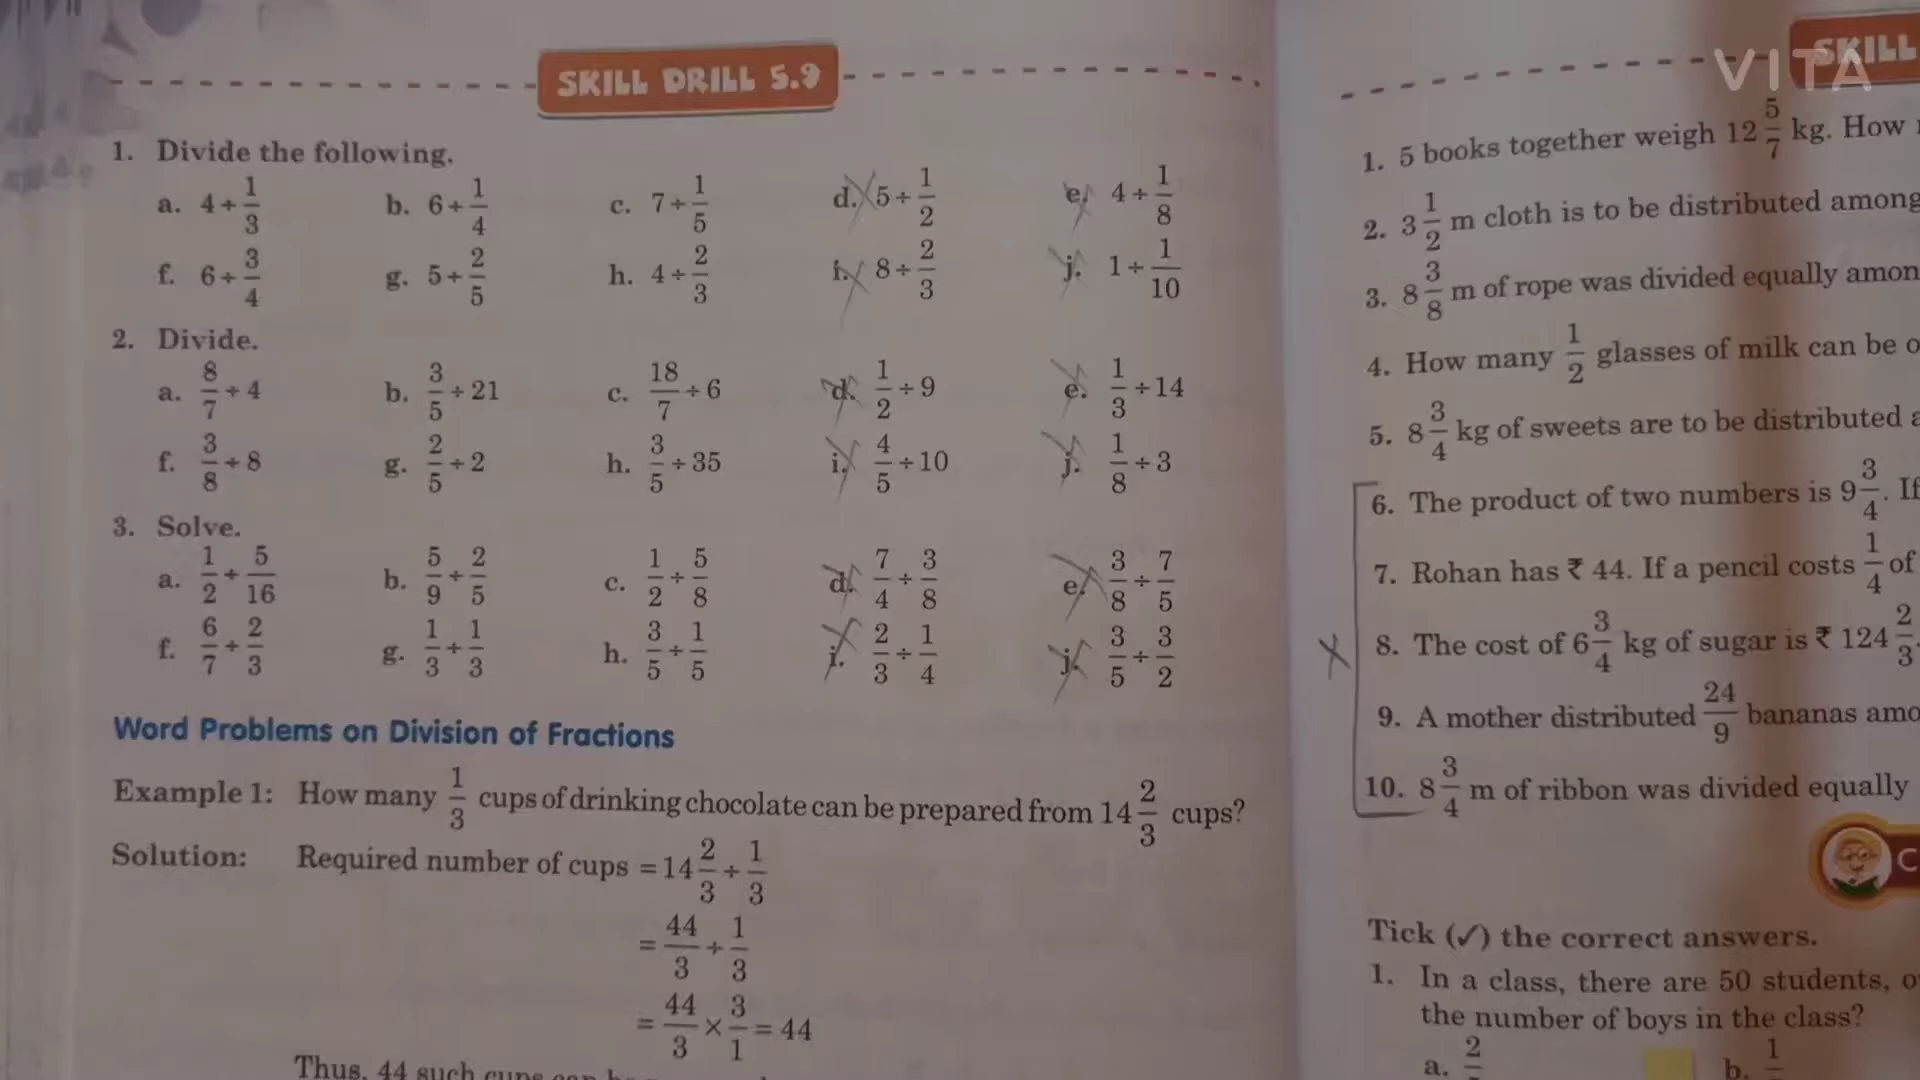 SKILL DRILL 5.9
1. Divide the following.
a. 4 ÷ 1/3 b. 6 ÷ 1/4 c. 7 ÷ 1/5 d. 5 ÷ 1/2 e. 4 ÷ 1/8
f. 6 ÷ 3/4 g. 5 ÷ 2/5 h. 4 ÷ 2/3 i. 8 ÷ 2/3 j. 1 ÷ 1/10
2. Divide.
a. 8/7 ÷ 4 b. 3/5 ÷ 21 c. 18/7 ÷ 6 d. 1/2 ÷ 9 e. 1/3 ÷ 14
f. 3/8 ÷ 8 g. 2/5 ÷ 2 h. 3/5 ÷ 35 i. 4/5 ÷ 10 j. 1/8 ÷ 3
3. Solve.
a. 1/2 ÷ 5/16 b. 5/9 ÷ 2/5 c. 1/2 ÷ 5/8 d. 7/4 ÷ 3/8 e. 3/8 ÷ 7/5
f. 6/7 ÷ 2/3 g. 1/3 ÷ 1/3 h. 3/5 ÷ 1/5 i. 2/3 ÷ 1/4 j. 3/5 ÷ 3/2
Word Problems on Division of Fractions
Example 1: How many 1/3 cups of drinking chocolate can be prepared from 14 2/3 cups?
Solution: Required number of cups = 14 2/3 ÷ 1/3
= 44/3 ÷ 1/3
= 44/3 × 3/1 = 44
Thus, 44 such cups can
SKILL
VITA
1. 5 books together weigh 12 5/7 kg. How
2. 3 1/2 m cloth is to be distributed among
3. 8 3/8 m of rope was divided equally amon
4. How many 1/2 glasses of milk can be o
5. 8 3/4 kg of sweets are to be distributed a
6. The product of two numbers is 9 3/4. If
7. Rohan has ₹ 44. If a pencil costs 1/4 of
8. The cost of 6 3/4 kg of sugar is ₹ 124 2/3.
9. A mother distributed 24/9 bananas amo
10. 8 3/4 m of ribbon was divided equally
C
Tick (✓) the correct answers.
1. In a class, there are 50 students, o
the number of boys in the class?
a. 2 b. 1